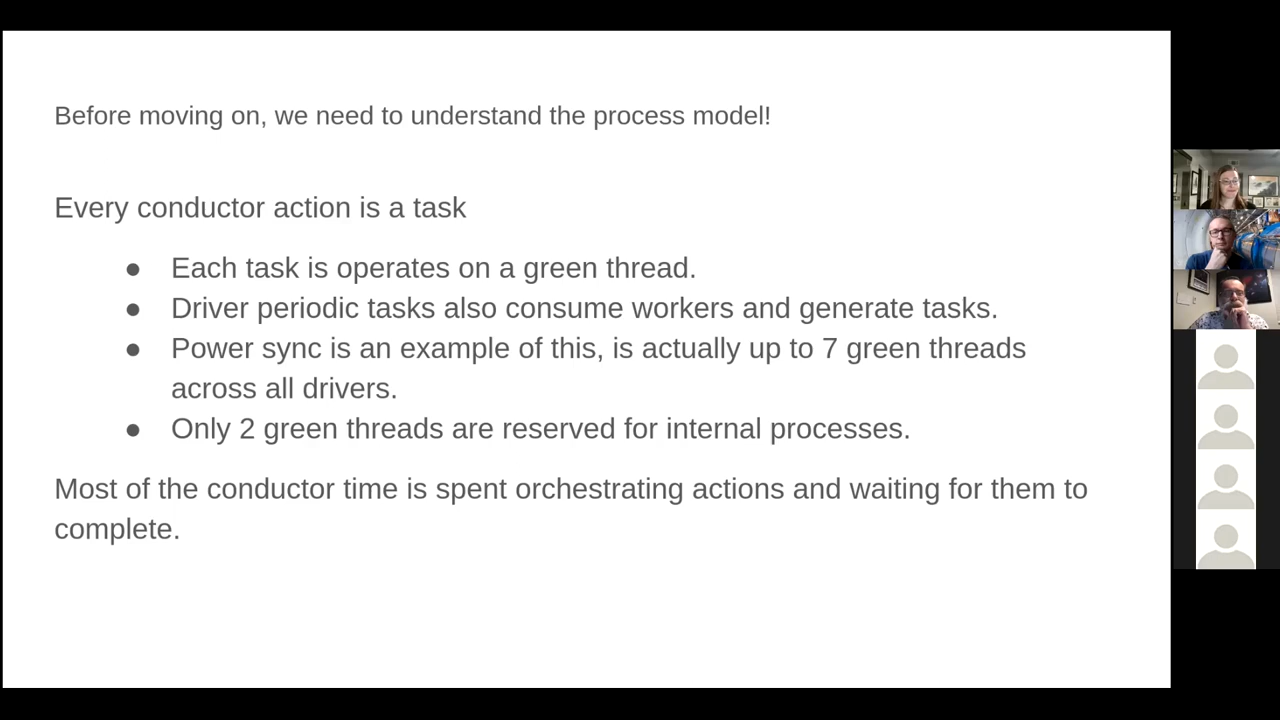 Before moving on, we need to understand the process model!
Every conductor action is a task
● Each task is operates on a green thread.
● Driver periodic tasks also consume workers and generate tasks.
● Power sync is an example of this, is actually up to 7 green threads
across all drivers.
● Only 2 green threads are reserved for internal processes.
Most of the conductor time is spent orchestrating actions and waiting for them to
complete.